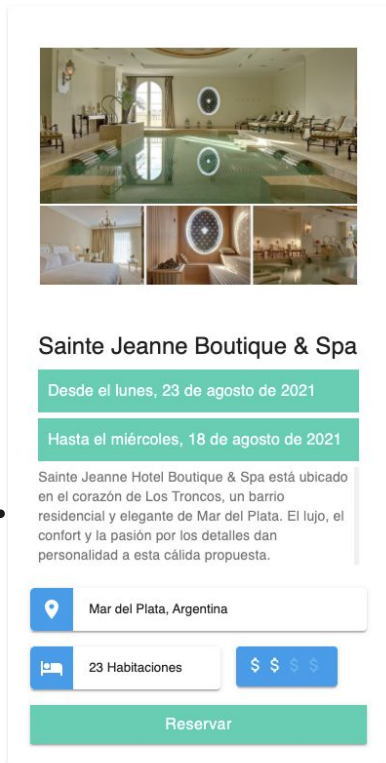 Sainte Jeanne Boutique & Spa
Desde el lunes, 23 de agosto de 2021
Hasta el miércoles, 18 de agosto de 2021
Sainte Jeanne Hotel Boutique & Spa está ubicado
en el corazón de Los Troncos, un barrio
residencial y elegante de Mar del Plata. El lujo, el
confort y la pasión por los detalles dan
personalidad a esta cálida propuesta.
Mar del Plata, Argentina
23 Habitaciones
$ $ $ $
Reservar